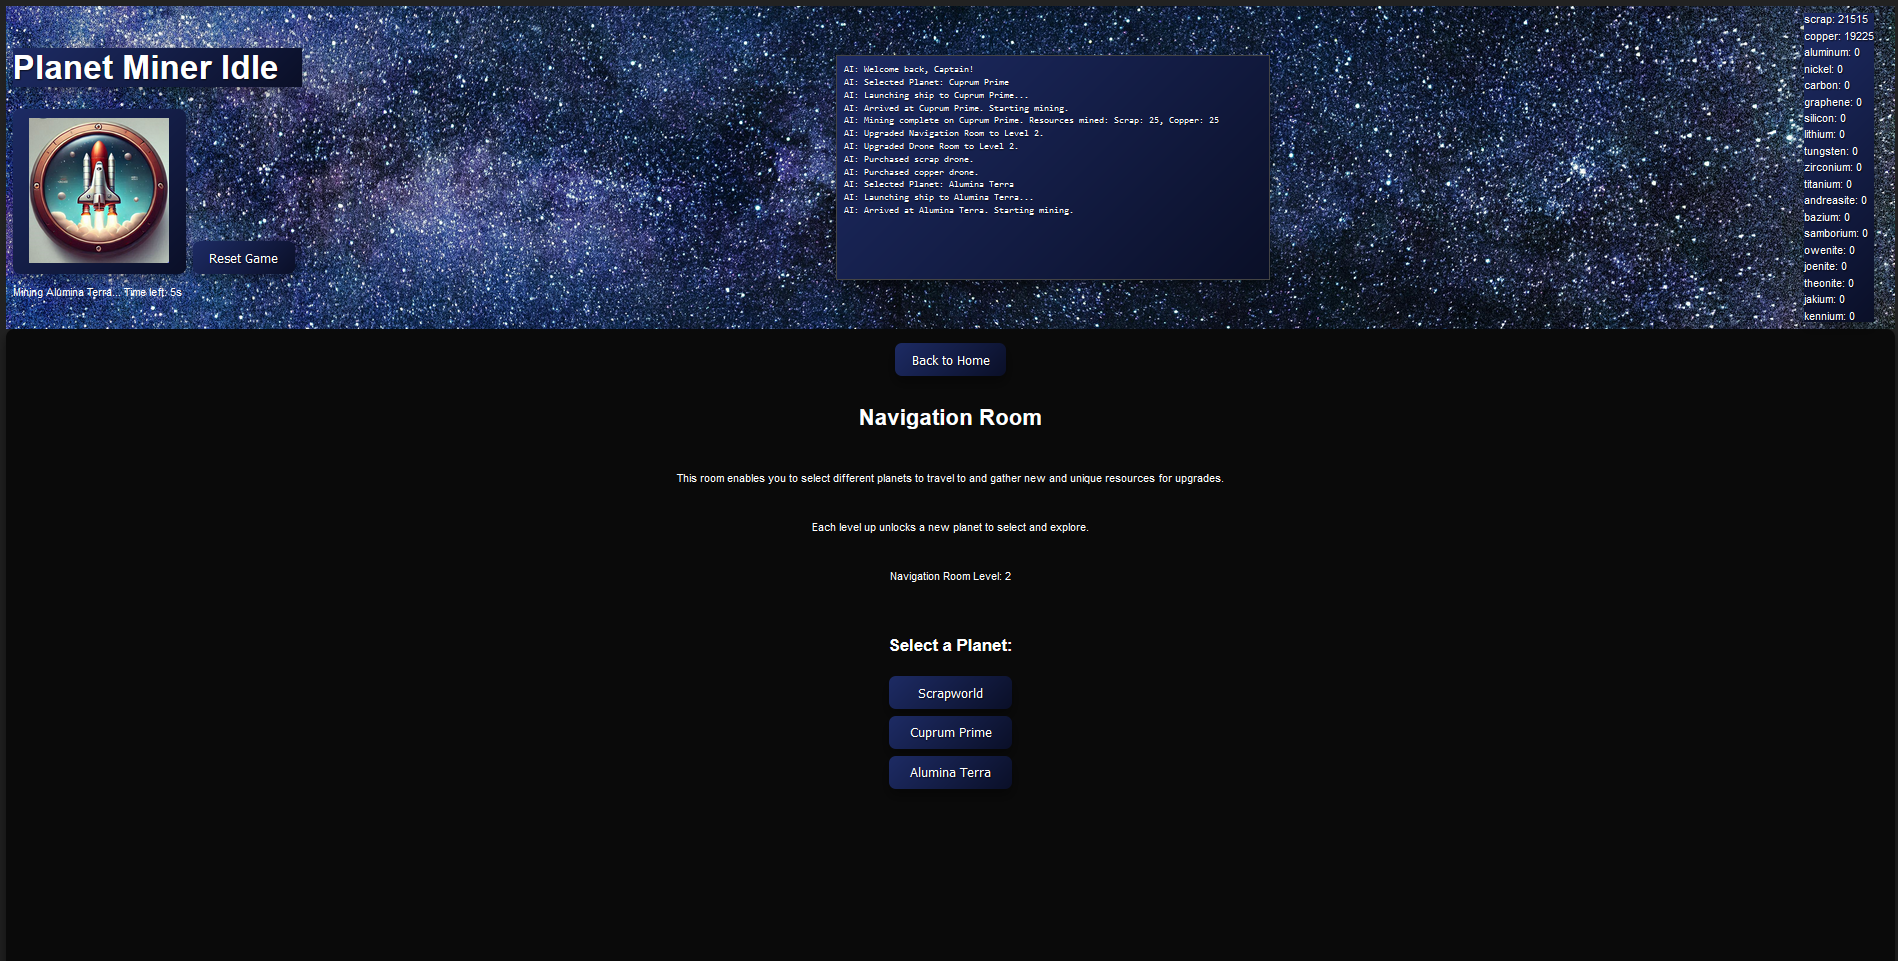 Planet Miner Idle
Reset Game
Mining Alumina Terra... Time left: 5s
AI: Welcome back, Captain!
AI: Selected Planet: Cuprum Prime
AI: Launching ship to Cuprum Prime...
AI: Arrived at Cuprum Prime. Starting mining.
AI: Mining complete on Cuprum Prime. Resources mined: Scrap: 25, Copper: 25
AI: Upgraded Navigation Room to Level 2.
AI: Upgraded Drone Room to Level 2.
AI: Purchased scrap drone.
AI: Purchased copper drone.
AI: Selected Planet: Alumina Terra
AI: Launching ship to Alumina Terra...
AI: Arrived at Alumina Terra. Starting mining.
scrap: 21515
copper: 19225
aluminum: 0
nickel: 0
carbon: 0
graphene: 0
silicon: 0
lithium: 0
tungsten: 0
zirconium: 0
titanium: 0
andreasite: 0
bazium: 0
samborium: 0
owenite: 0
joenite: 0
theonite: 0
jakium: 0
kennium: 0
Back to Home
Navigation Room
This room enables you to select different planets to travel to and gather new and unique resources for upgrades.
Each level up unlocks a new planet to select and explore.
Navigation Room Level: 2
Select a Planet:
Scrapworld
Cuprum Prime
Alumina Terra